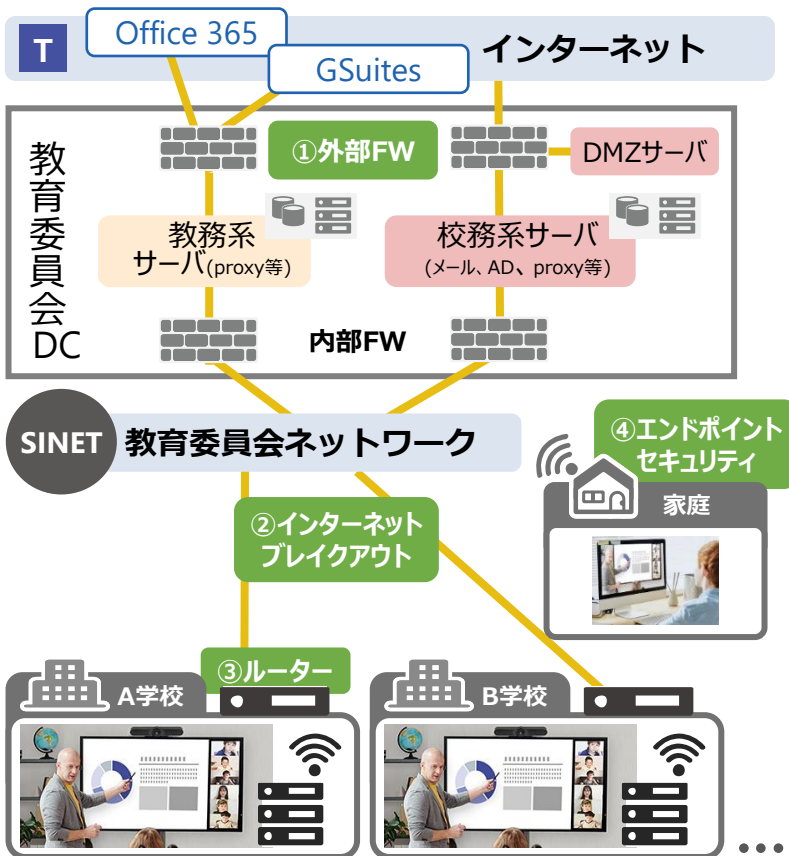 T
Office 365
GSuites
インターネット
教育委員会DC
①外部FW
DMZサーバ
教務系
サーバ(proxy等)
校務系サーバ
(メール、AD、proxy等)
内部FW
SINET
教育委員会ネットワーク
④エンドポイント
セキュリティ
家庭
②インターネット
ブレイクアウト
③ルーター
A学校
B学校
•••